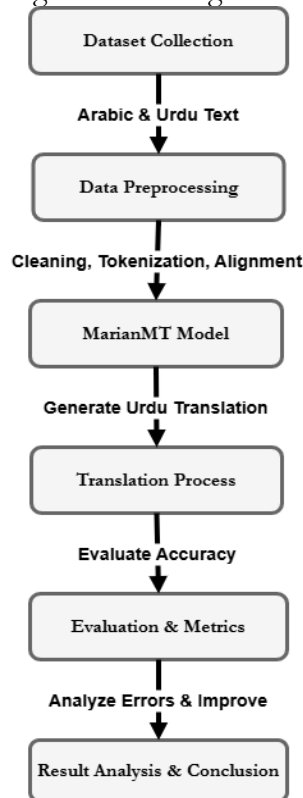 Dataset Collection
Arabic & Urdu Text
Data Preprocessing
Cleaning, Tokenization, Alignment
MarianMT Model
Generate Urdu Translation
Translation Process
Evaluate Accuracy
Evaluation & Metrics
Analyze Errors & Improve
Result Analysis & Conclusion